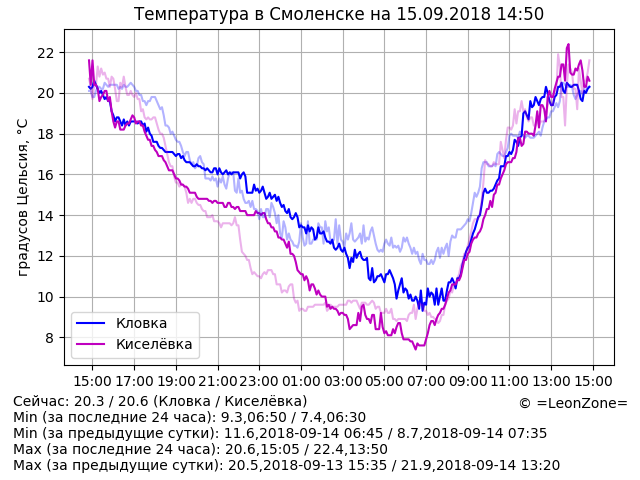 Температура в Смоленске на 15.09.2018 14:50
градусов Цельсия, °C
22
20
18
16
14
12
10
8
Кловка
Киселёвка
15:00 17:00 19:00 21:00 23:00 01:00 03:00 05:00 07:00 09:00 11:00 13:00 15:00
Сейчас: 20.3 / 20.6 (Кловка / Киселёвка)
© =LeonZone=
Min (за последние 24 часа): 9.3,06:50 / 7.4,06:30
Min (за предыдущие сутки): 11.6,2018-09-14 06:45 / 8.7,2018-09-14 07:35
Max (за последние 24 часа): 20.6,15:05 / 22.4,13:50
Max (за предыдущие сутки): 20.5,2018-09-13 15:35 / 21.9,2018-09-14 13:20